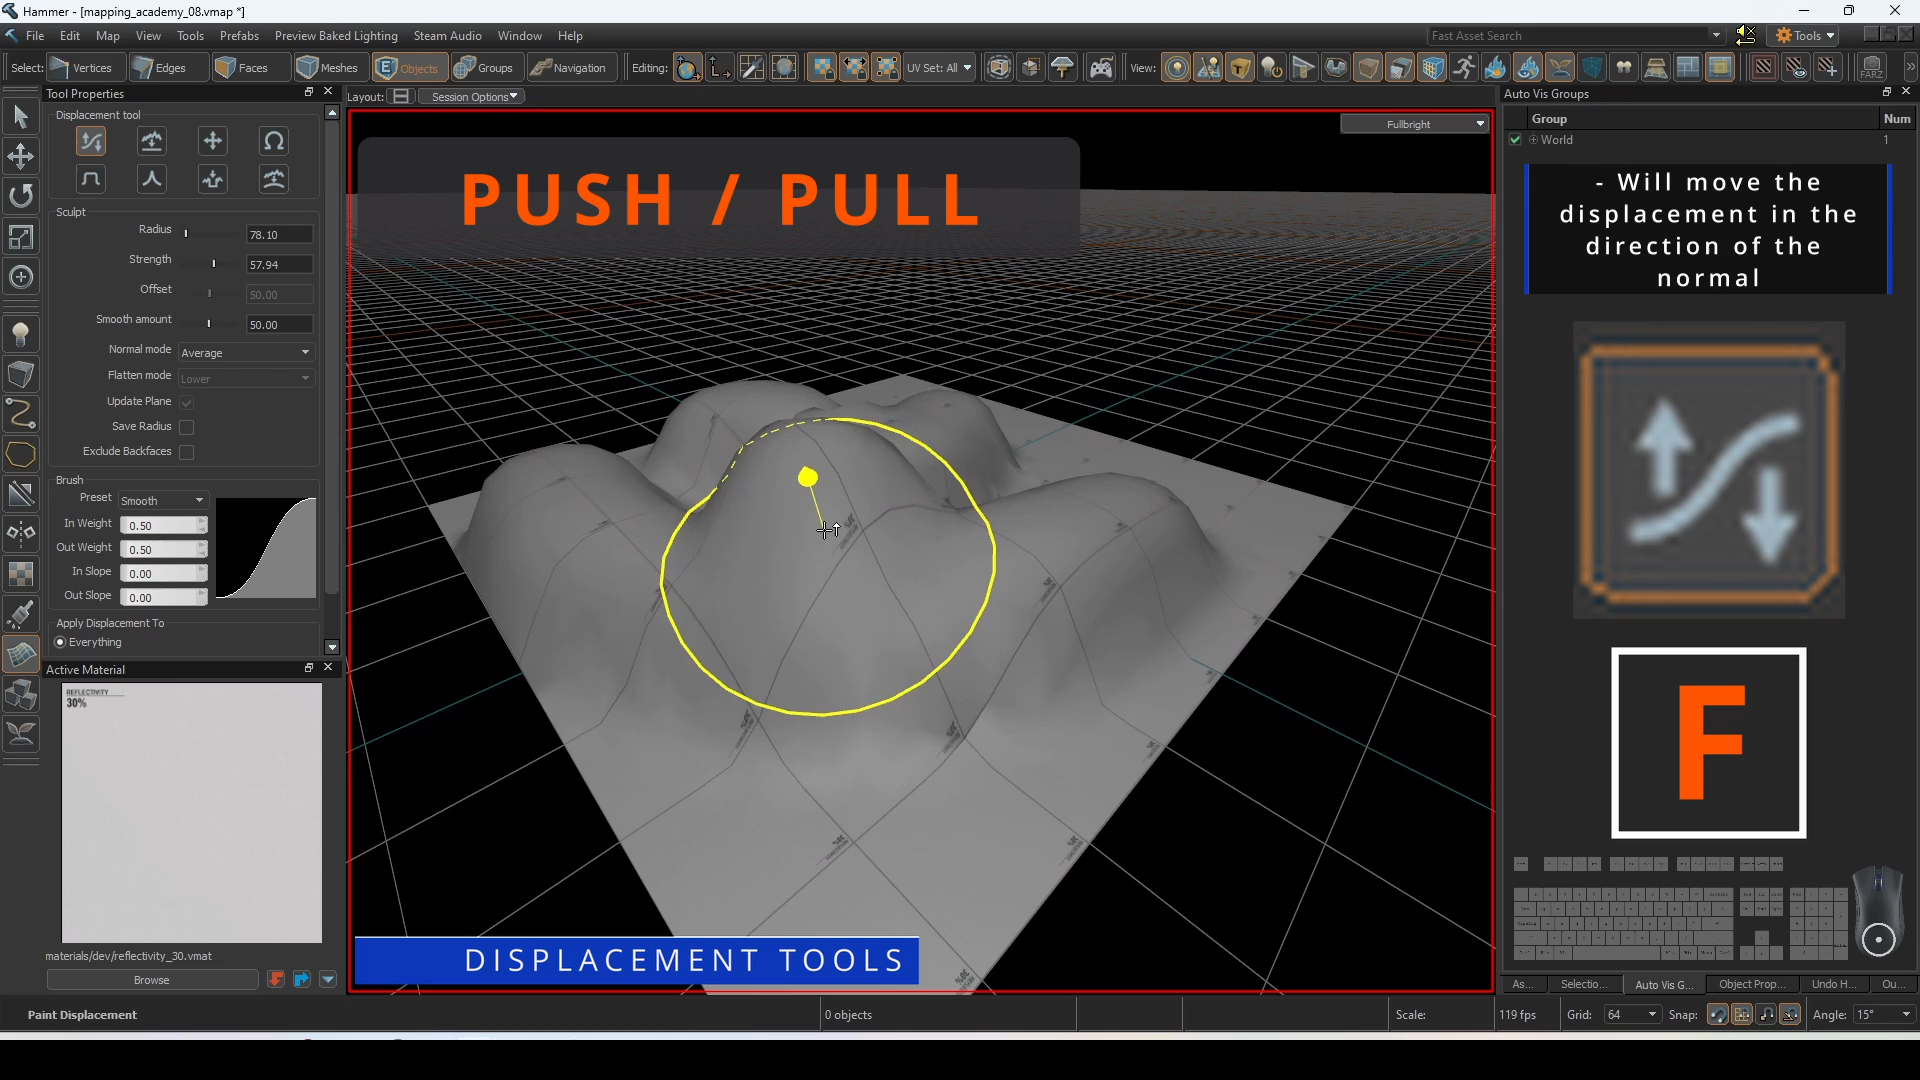 Hammer - [mapping_academy_08.vmap *]
File Edit Map View Tools Prefabs Preview Baked Lighting Steam Audio Window Help
Fast Asset Search
Tools
Select: Vertices Edges Faces Meshes Objects Groups Navigation Editing: UV Set: All View: FARZ
Tool Properties
Layout: Session Options
Auto Vis Groups
Displacement tool
Fullbright
Group Num
World 1
PUSH / PULL
- Will move the
displacement in the
direction of the
normal
Sculpt
Radius 78.10
Strength 57.94
Offset 50.00
Smooth amount 50.00
Normal mode Average
Flatten mode Lower
Update Plane
Save Radius
Exclude Backfaces
Brush
Preset Smooth
In Weight 0.50
Out Weight 0.50
In Slope 0.00
Out Slope 0.00
Apply Displacement To
Everything
Active Material
REFLECTIVITY
30%
F
materials/dev/reflectivity_30.vmat
Browse
DISPLACEMENT TOOLS
30%
As... Selectio... Auto Vis G... Object Prop... Undo H... Ou...
Paint Displacement 0 objects Scale: 119 fps Grid: 64 Snap: Angle: 15°